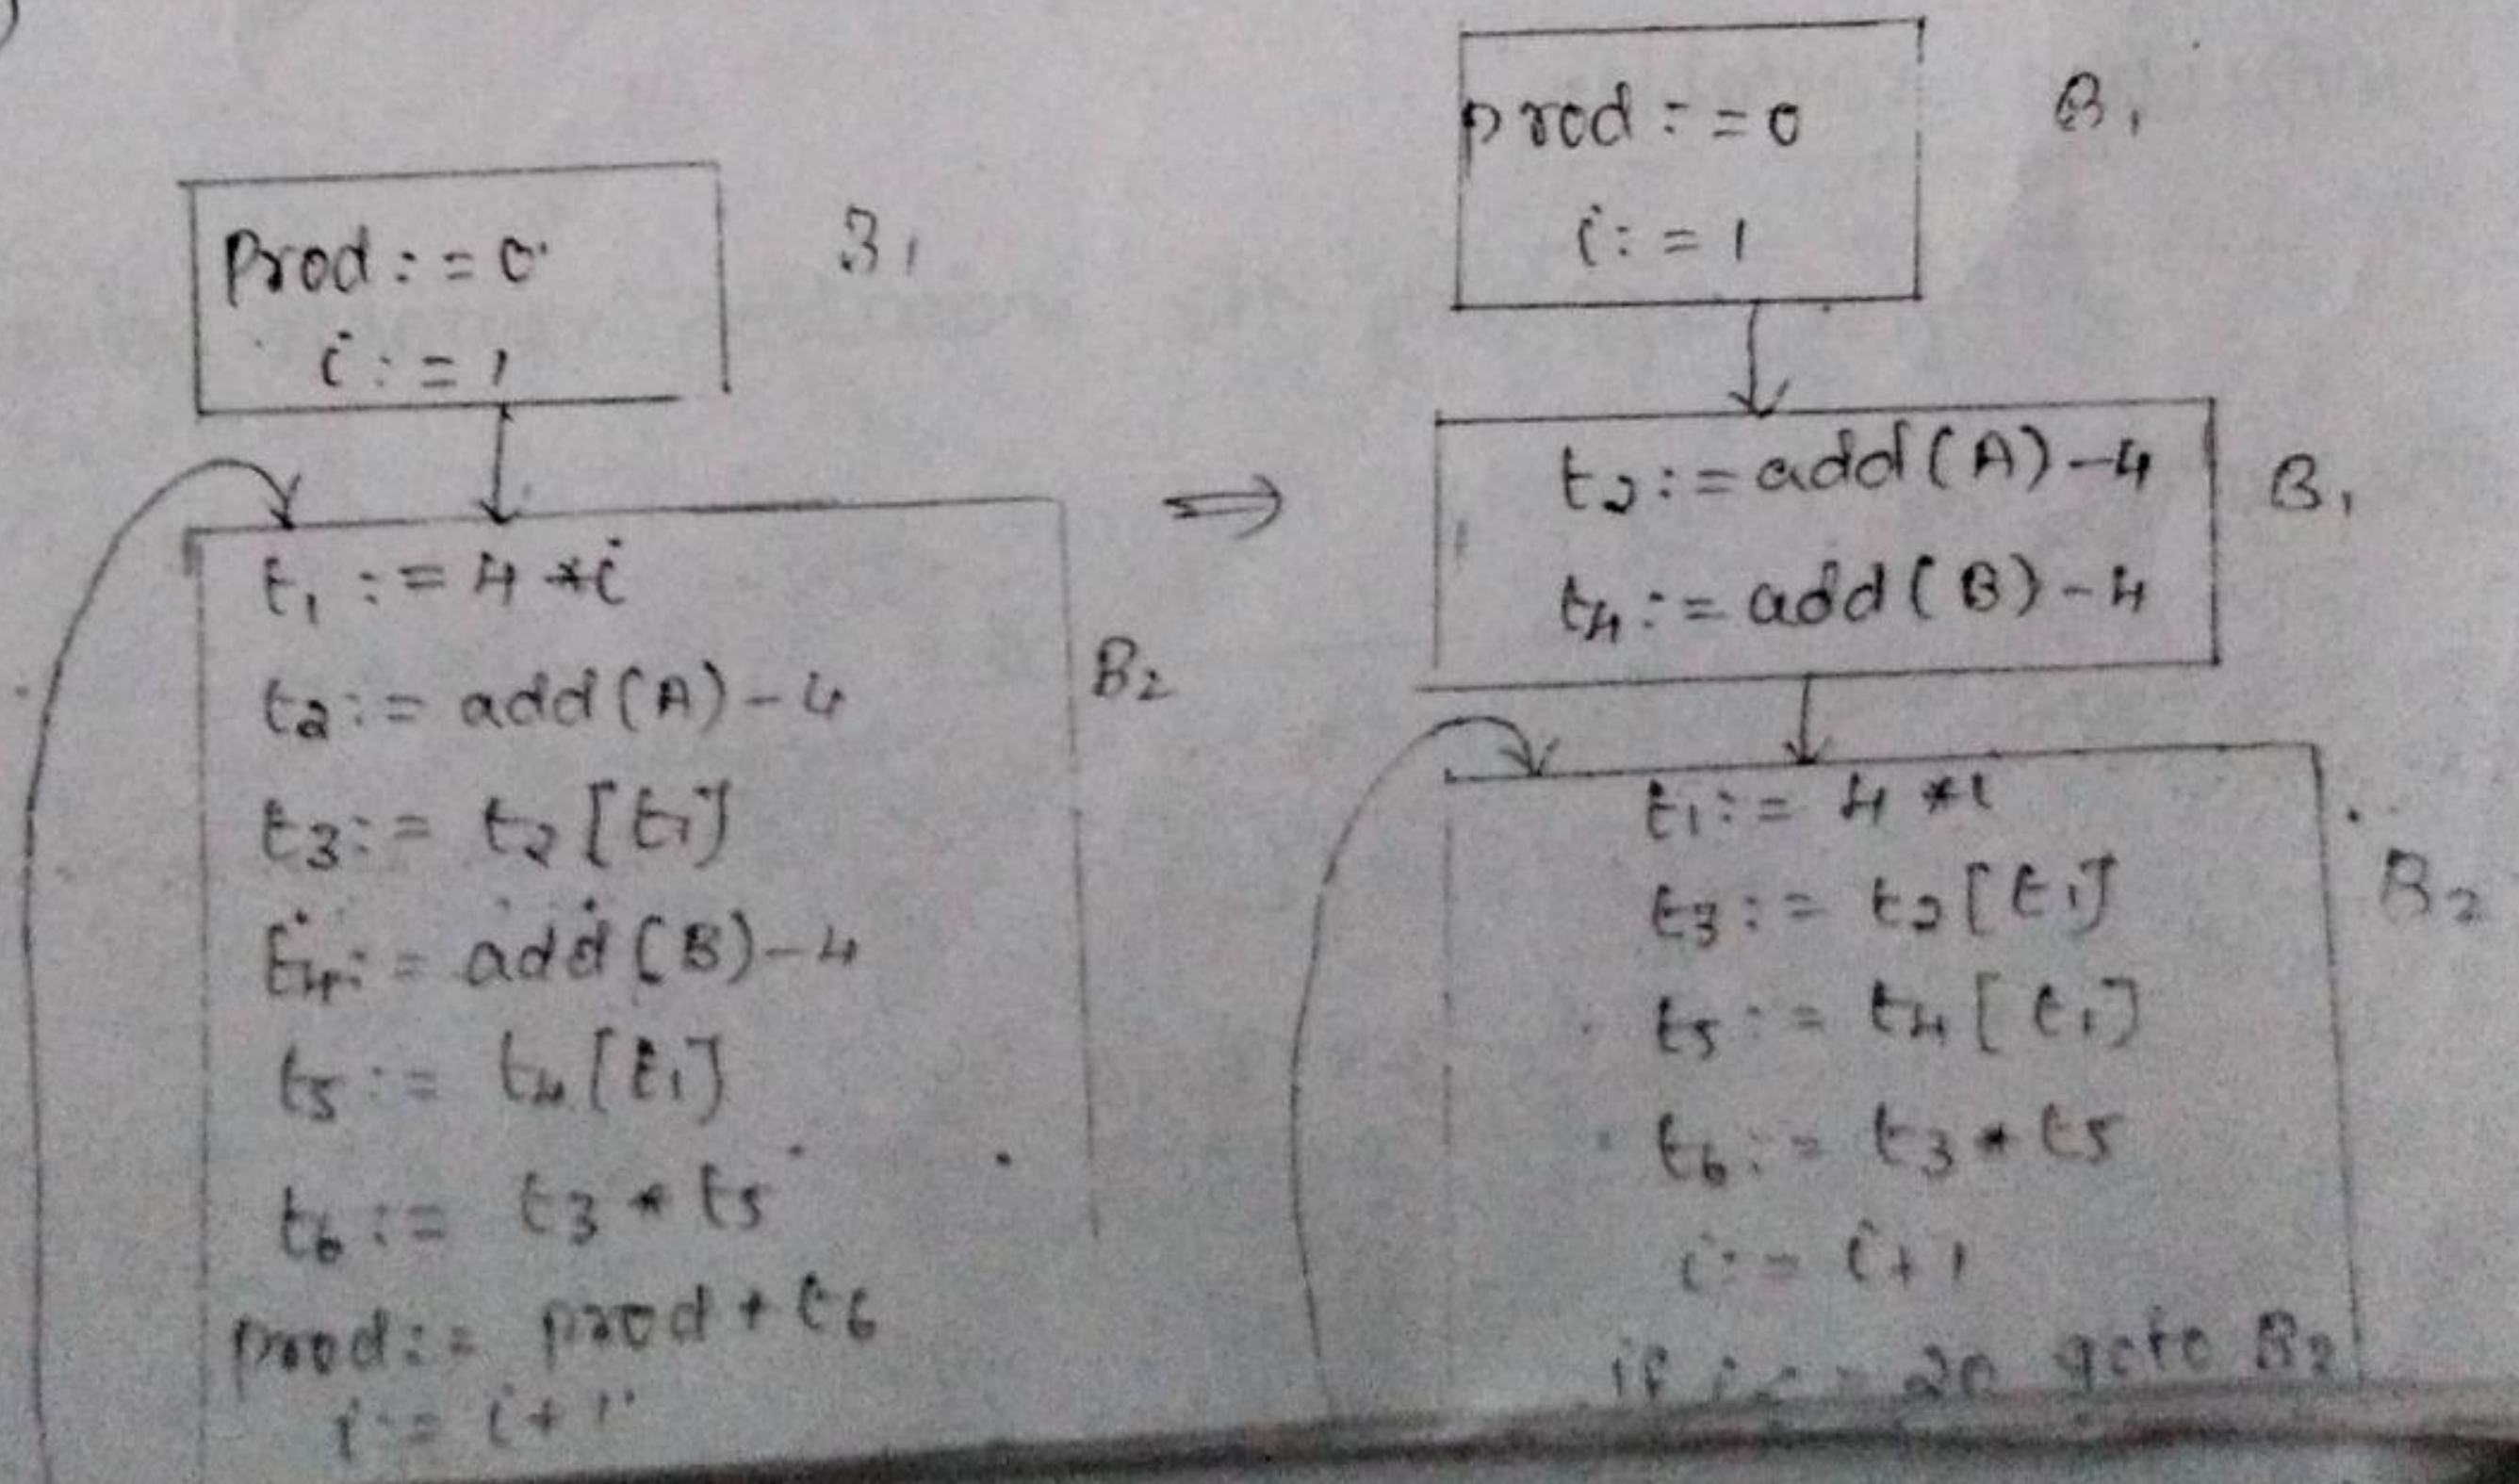 Prod := 0
i := 1
B1
t1 := 4 * i
t2 := add(A) - 4
t3 := t2[t1]
t4 := add(B) - 4
t5 := t4[t1]
t6 := t3 * t5
prod := prod + t6
i := i + 1
B2
⇒
prod := 0
i := 1
B1
t2 := add(A) - 4
t4 := add(B) - 4
B1
t1 := 4 * i
t3 := t2[t1]
t5 := t4[t1]
t6 := t3 * t5
i := i + 1
if i <= 20 goto B2
B2